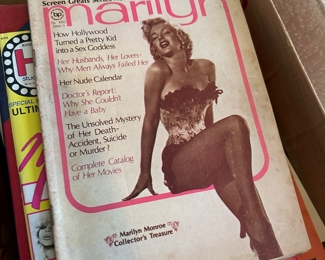 Screen Greats Series
marilyn
bp
How Hollywood
Turned a Pretty Kid
into a Sex Goddess
Her Husbands, Her Lovers-
Why Men Always Failed Her
Her Nude Calendar
Doctor's Report:
Why She Couldn't
Have a Baby
The Unsolved Mystery
of Her Death-
Accident, Suicide
or Murder?
Complete Catalog
of Her Movies
Marilyn Monroe
Collector's Treasure
H
SPECIAL
ULTIM